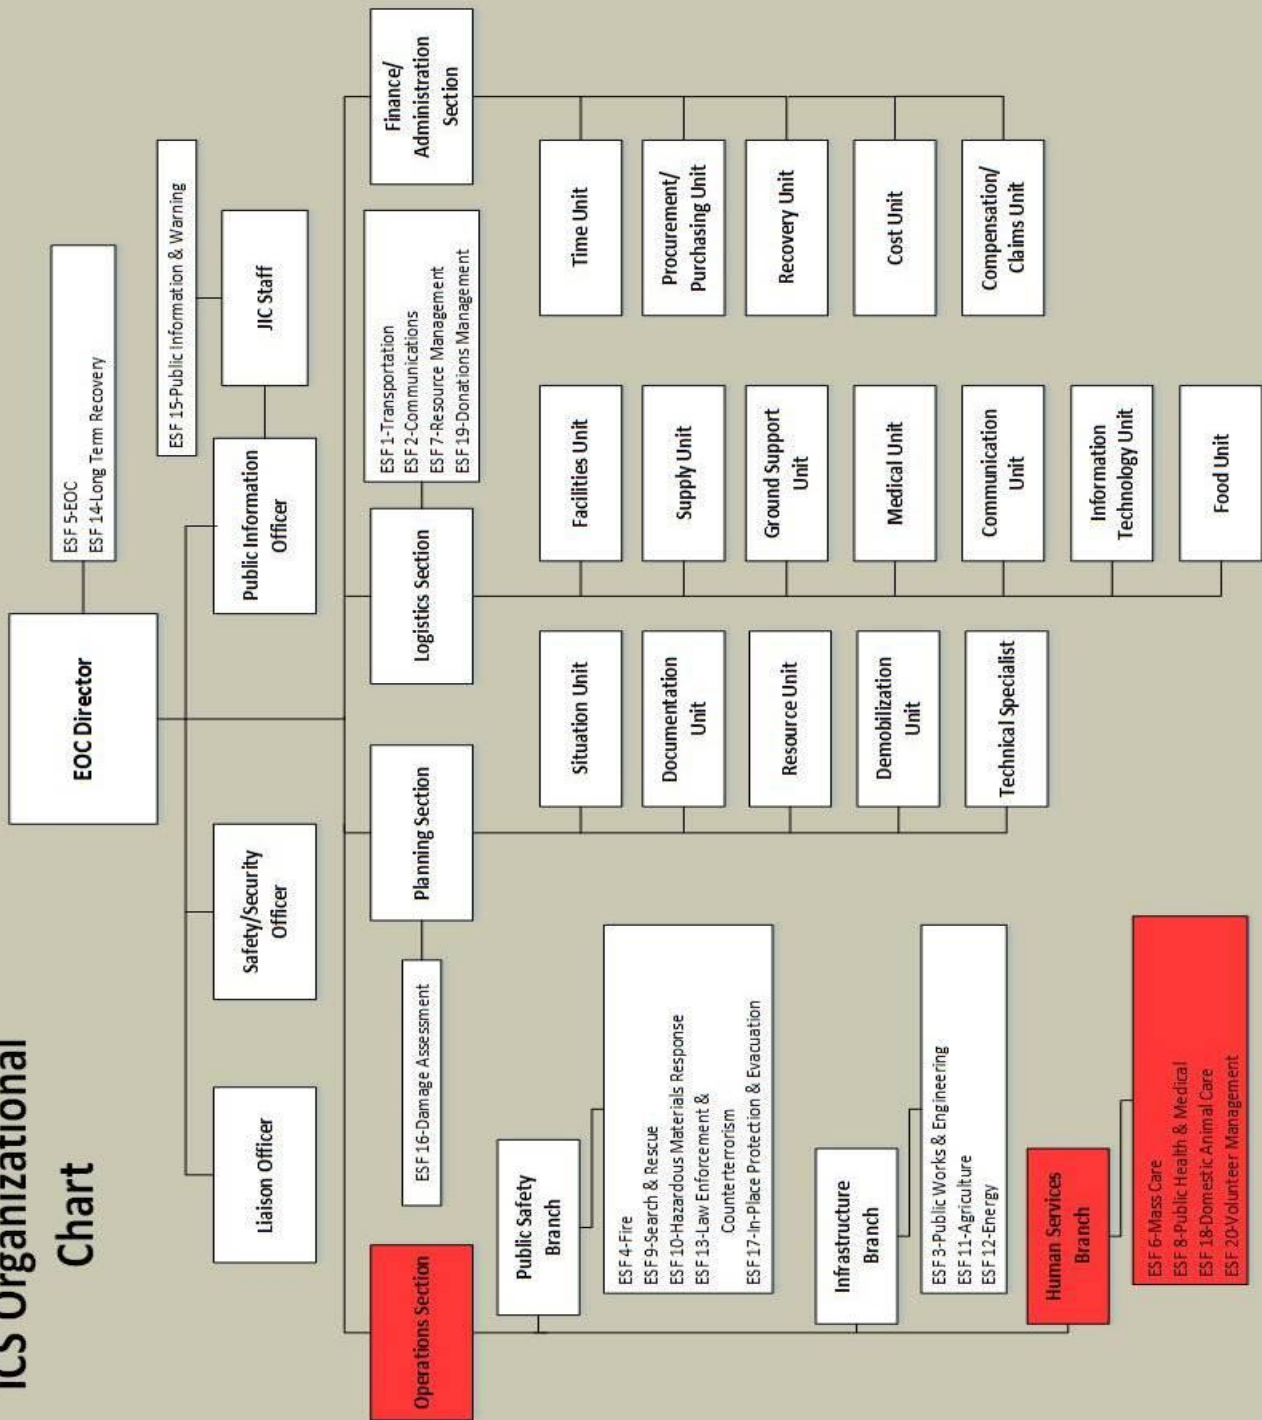 ICS Organizational
Chart
EOC Director
ESF 5-EOC
ESF 14-Long Term Recovery
Liaison Officer
Safety/Security
Officer
Public Information
Officer
JIC Staff
ESF 15-Public Information & Warning
Operations Section
ESF 16-Damage Assessment
Planning Section
Logistics Section
ESF 1-Transportation
ESF 2-Communications
ESF 7-Resource Management
ESF 19-Donations Management
Finance/
Administration
Section
Public Safety
Branch
ESF 4-Fire
ESF 9-Search & Rescue
ESF 10-Hazardous Materials Response
ESF 13-Law Enforcement &
Counterterrorism
ESF 17-In-Place Protection & Evacuation
Infrastructure
Branch
ESF 3-Public Works & Engineering
ESF 11-Agriculture
ESF 12-Energy
Human Services
Branch
ESF 6-Mass Care
ESF 8-Public Health & Medical
ESF 18-Domestic Animal Care
ESF 20-Volunteer Management
Situation Unit
Documentation
Unit
Resource Unit
Demobilization
Unit
Technical Specialist
Facilities Unit
Supply Unit
Ground Support
Unit
Medical Unit
Communication
Unit
Information
Technology Unit
Food Unit
Time Unit
Procurement/
Purchasing Unit
Recovery Unit
Cost Unit
Compensation/
Claims Unit